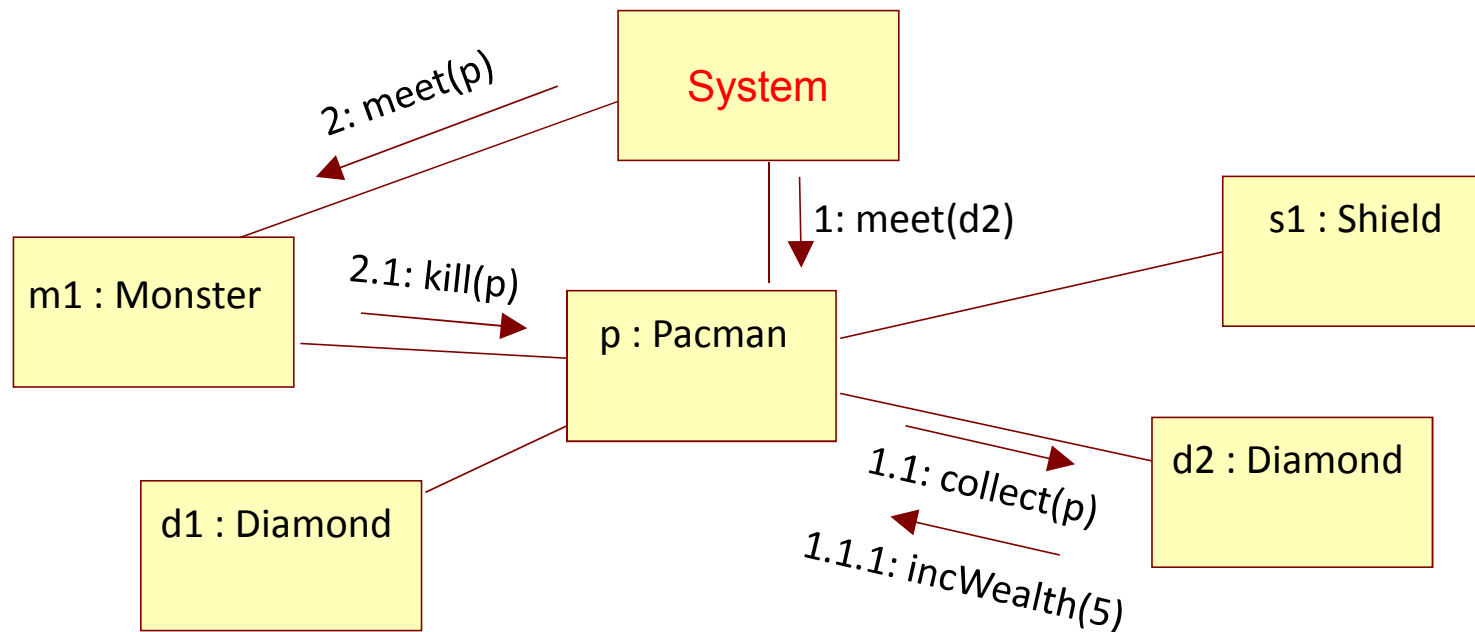 System
2: meet(p)
1: meet(d2)
s1 : Shield
m1 : Monster
2.1: kill(p)
p : Pacman
1.1: collect(p)
d2 : Diamond
d1 : Diamond
1.1.1: incWealth(5)